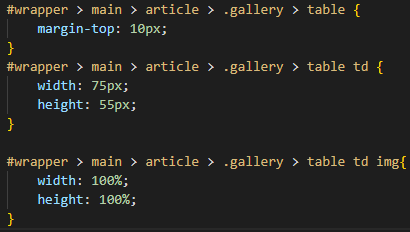 #wrapper > main > article > .gallery > table {
    margin-top: 10px;
}
#wrapper > main > article > .gallery > table td {
    width: 75px;
    height: 55px;
}

#wrapper > main > article > .gallery > table td img{
    width: 100%;
    height: 100%;
}